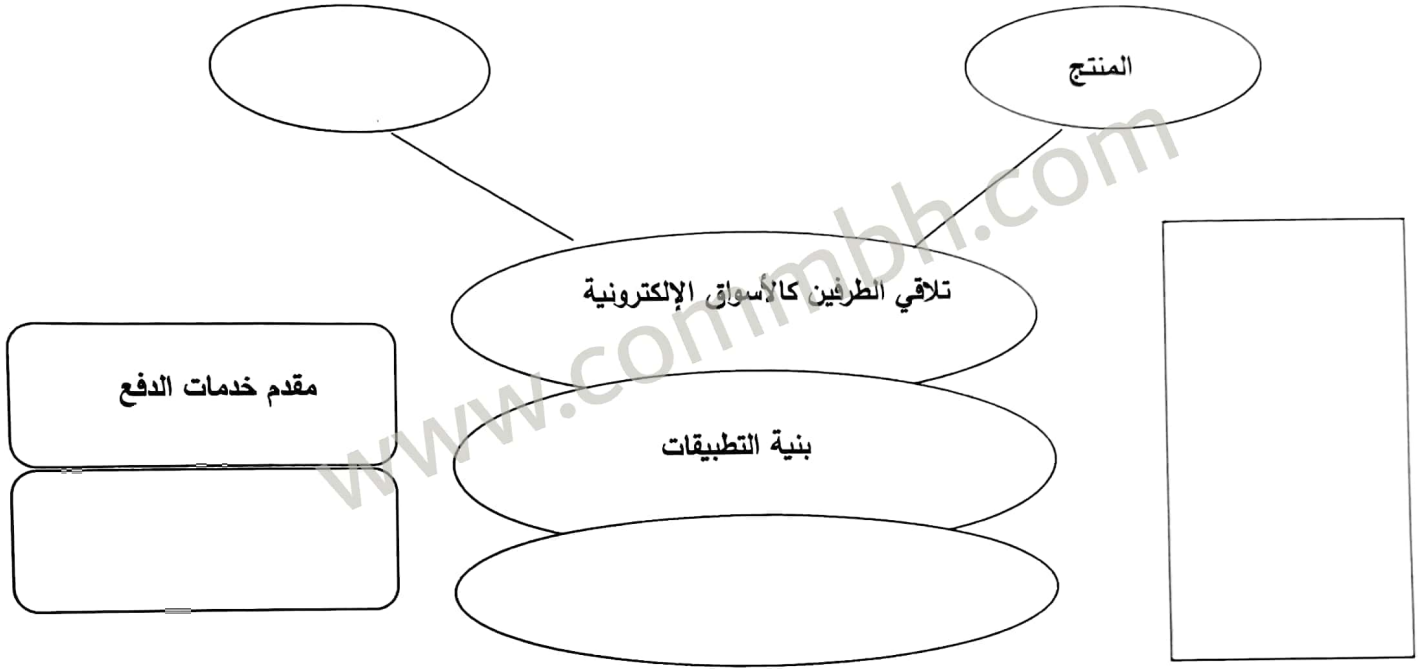 المنتج
تلاقي الطرفين كالأسواق الإلكترونية
مقدم خدمات الدفع
بنية التطبيقات
www.commbh.com